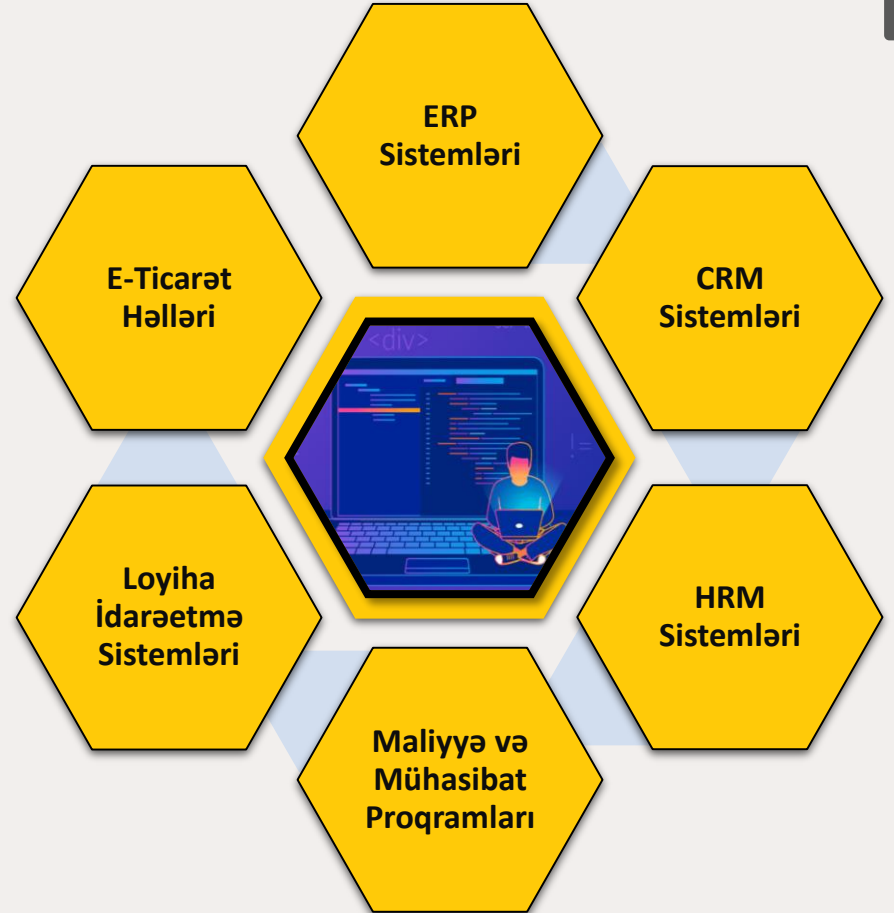 ERP
Sistemləri
CRM
Sistemləri
HRM
Sistemləri
Maliyyə və
Mühasibat
Proqramları
Loyiha
İdarəetmə
Sistemləri
E-Ticarət
Həlləri
<div>
!=